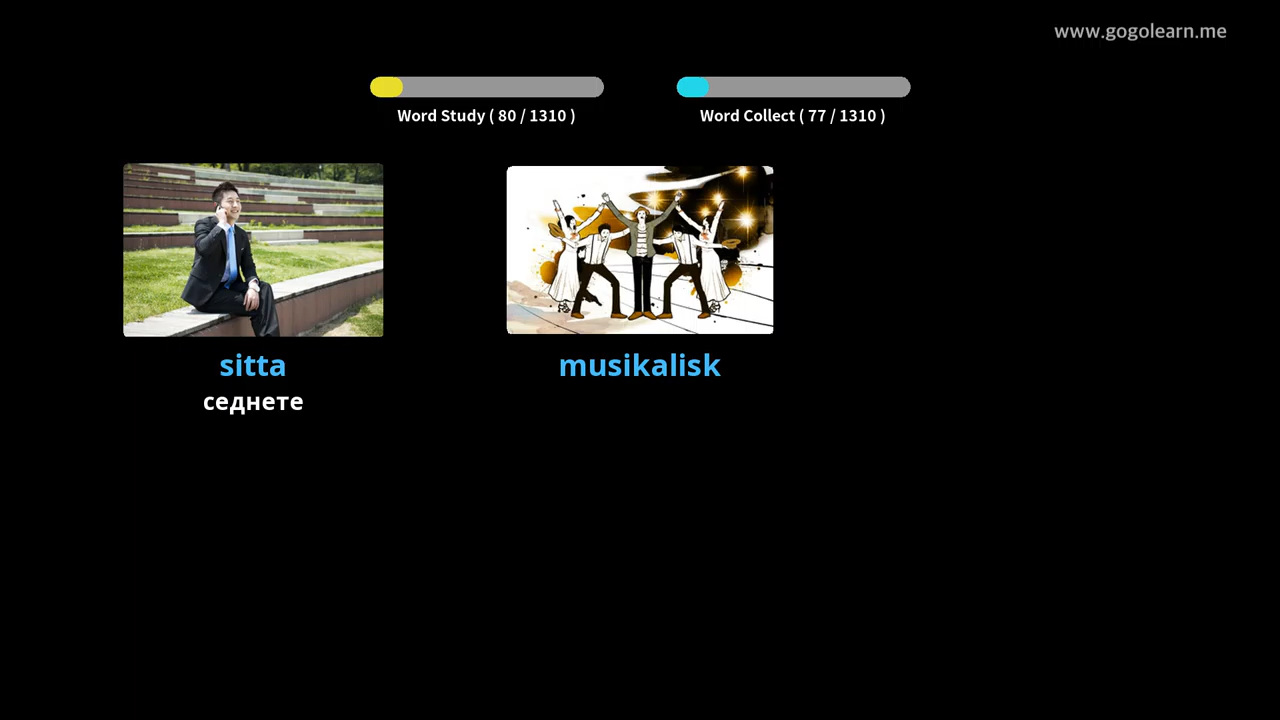 www.gogolearn.me
Word Study ( 80 / 1310 )
Word Collect ( 77 / 1310 )
sitta
седнете
musikalisk